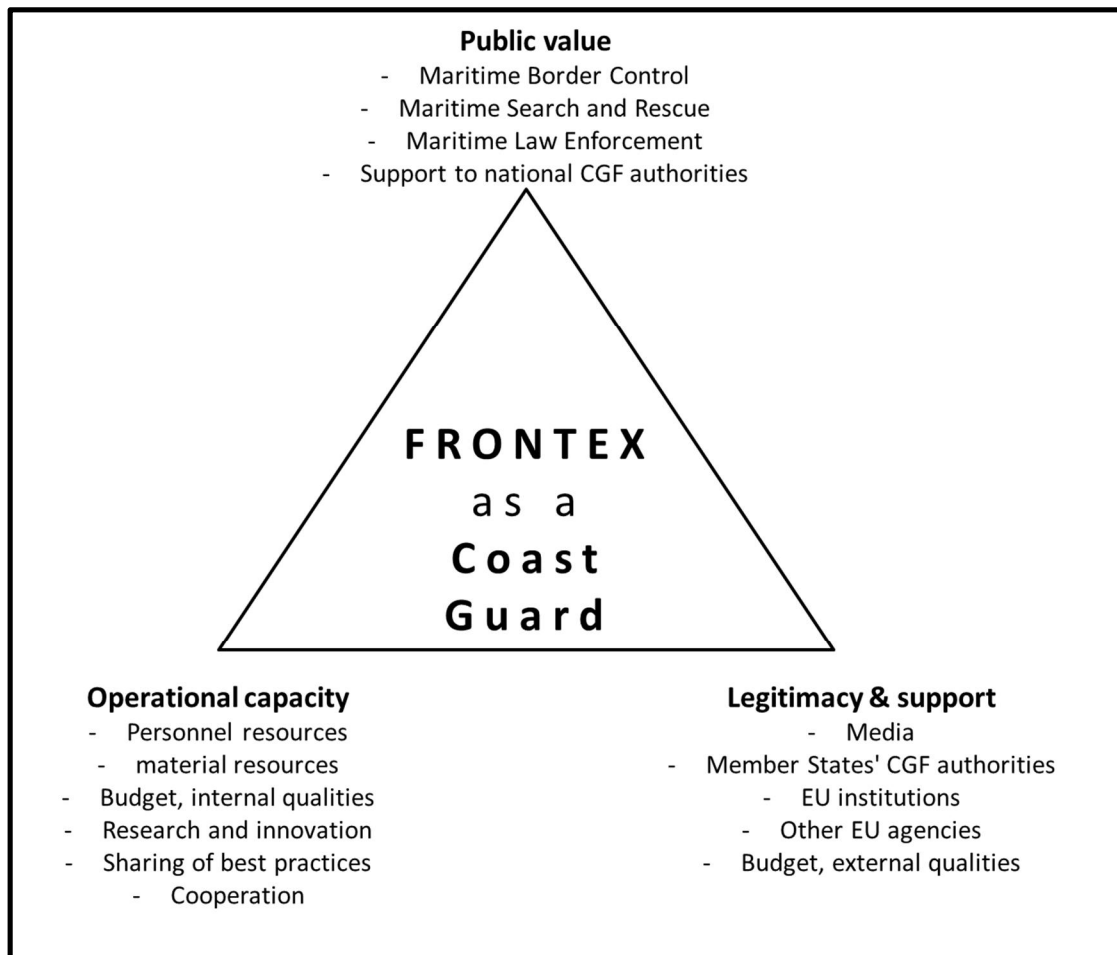 Public value
- Maritime Border Control
- Maritime Search and Rescue
- Maritime Law Enforcement
- Support to national CGF authorities
FRONTEX
as a
Coast
Guard
Operational capacity
- Personnel resources
- material resources
- Budget, internal qualities
- Research and innovation
- Sharing of best practices
- Cooperation
Legitimacy & support
- Media
- Member States' CGF authorities
- EU institutions
- Other EU agencies
- Budget, external qualities